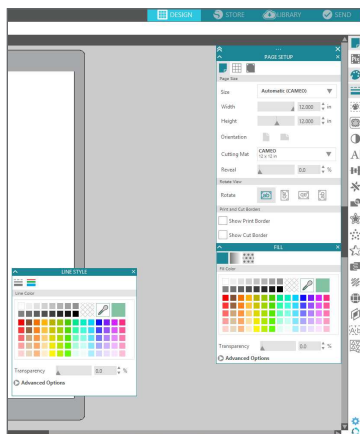 DESIGN
STORE
LIBRARY
SEND
PAGE SETUP
Page Size
Size Automatic (CAMEO)
Width 12.000 in
Height 12.000 in
Orientation
Cutting Mat CAMEO
12 x 12 in
Reveal 0.0 %
Rotate View
Rotate
Print and Cut Borders
Show Print Border
Show Cut Border
FILL
Fill Color
Transparency 0.0 %
Advanced Options
LINE STYLE
Line Color
Transparency 0.0 %
Advanced Options
Pix
A